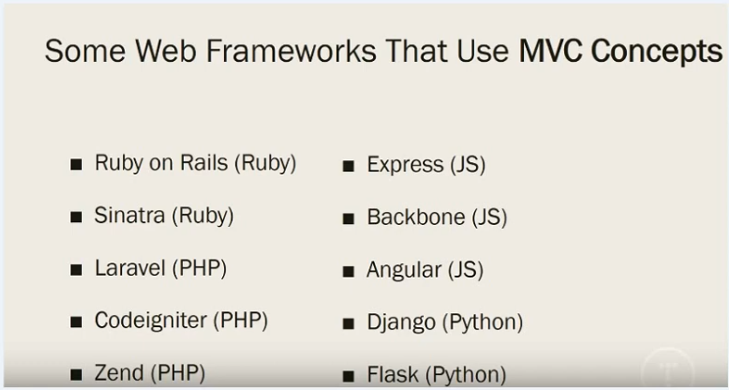 Some Web Frameworks That Use MVC Concepts
Ruby on Rails (Ruby)
Sinatra (Ruby)
Laravel (PHP)
Codeigniter (PHP)
Zend (PHP)
Express (JS)
Backbone (JS)
Angular (JS)
Django (Python)
Flask (Python)